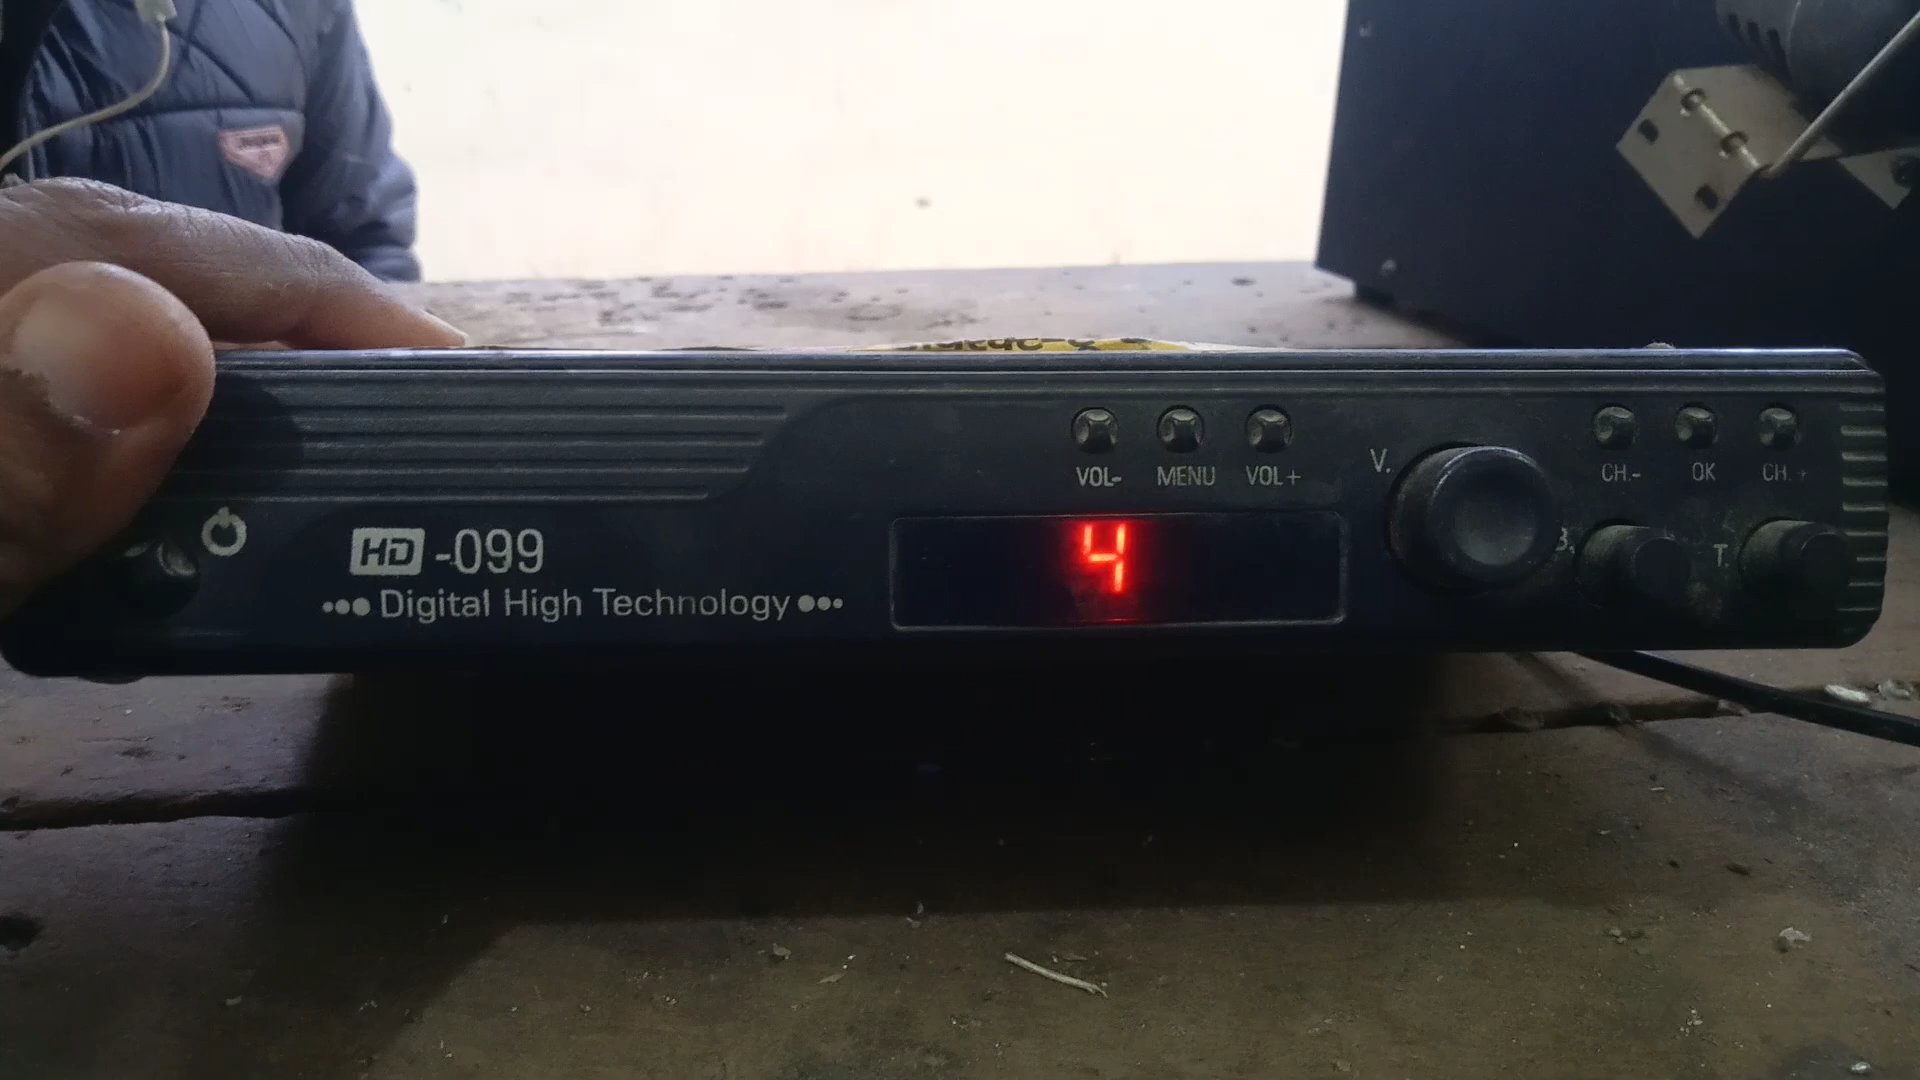 VOL- MENU VOL+
V.
CH.- OK CH.+
HD-099
Digital High Technology
4
B. T.